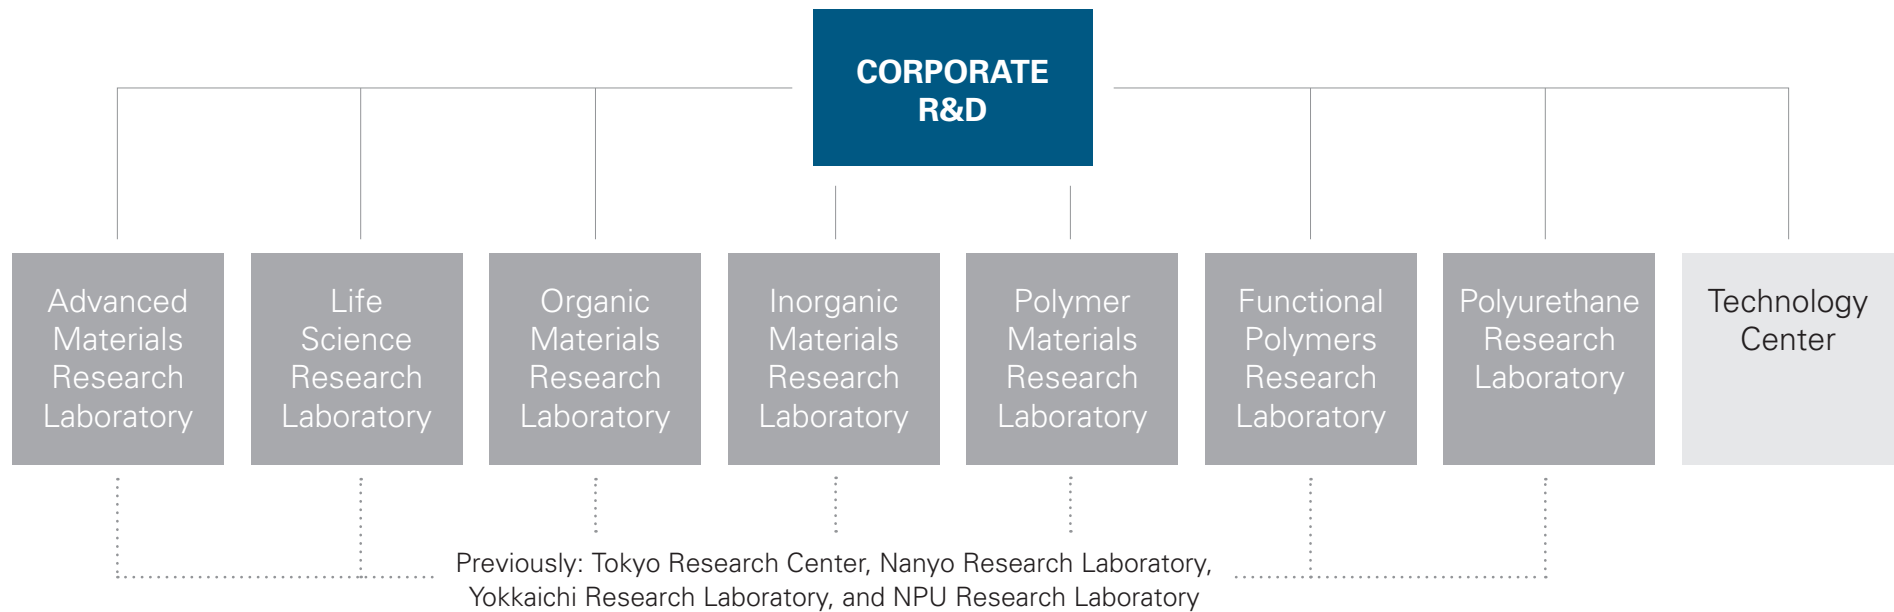 CORPORATE
R&D
Advanced
Materials
Research
Laboratory
Life
Science
Research
Laboratory
Organic
Materials
Research
Laboratory
Inorganic
Materials
Research
Laboratory
Polymer
Materials
Research
Laboratory
Functional
Polymers
Research
Laboratory
Polyurethane
Research
Laboratory
Technology
Center
Previously: Tokyo Research Center, Nanyo Research Laboratory,
Yokkaichi Research Laboratory, and NPU Research Laboratory